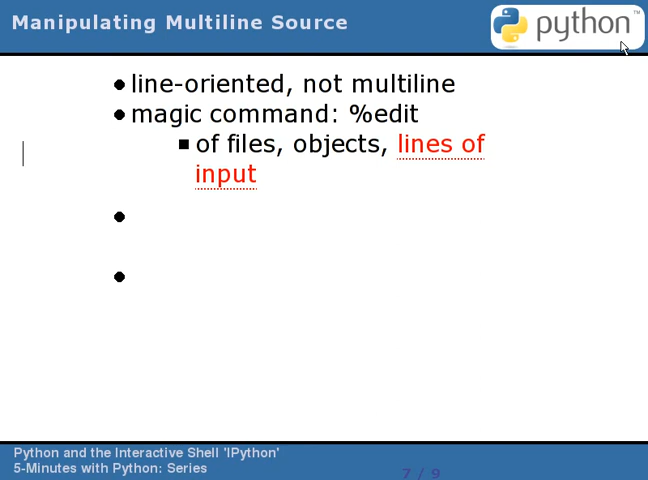 Manipulating Multiline Source
python™
line-oriented, not multiline
magic command: %edit
of files, objects, lines of
input
Python and the Interactive Shell 'IPython'
5-Minutes with Python: Series
7 / 9